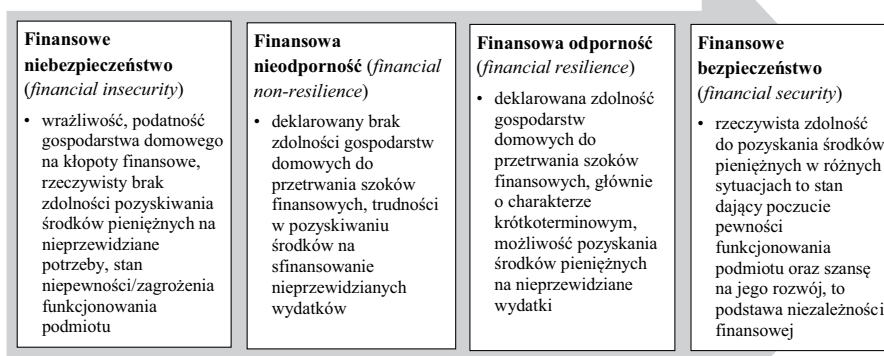 Finansowe
niebezpieczeństwo
(financial insecurity)
• wrażliwość, podatność
gospodarstwa domowego
na kłopoty finansowe,
rzeczywisty brak
zdolności pozyskiwania
środków pieniężnych na
nieprzewidziane
potrzeby, stan
niepewności/zagrożenia
funkcjonowania
podmiotu
Finansowa
nieodporność (financial
non-resilience)
• deklarowany brak
zdolności gospodarstw
domowych do
przetrwania szoków
finansowych, trudności
w pozyskiwaniu
środków na
sfinansowanie
nieprzewidzianych
wydatków
Finansowa odporność
(financial resilience)
• deklarowana zdolność
gospodarstw
domowych do
przetrwania szoków
finansowych, głównie
o charakterze
krótkoterminowym,
możliwość pozyskania
środków pieniężnych
na nieprzewidziane
wydatki
Finansowe
bezpieczeństwo
(financial security)
• rzeczywista zdolność
do pozyskania środków
pieniężnych w różnych
sytuacjach to stan
dający poczucie
pewności
funkcjonowania
podmiotu oraz szansę
na jego rozwój, to
podstawa niezależności
finansowej